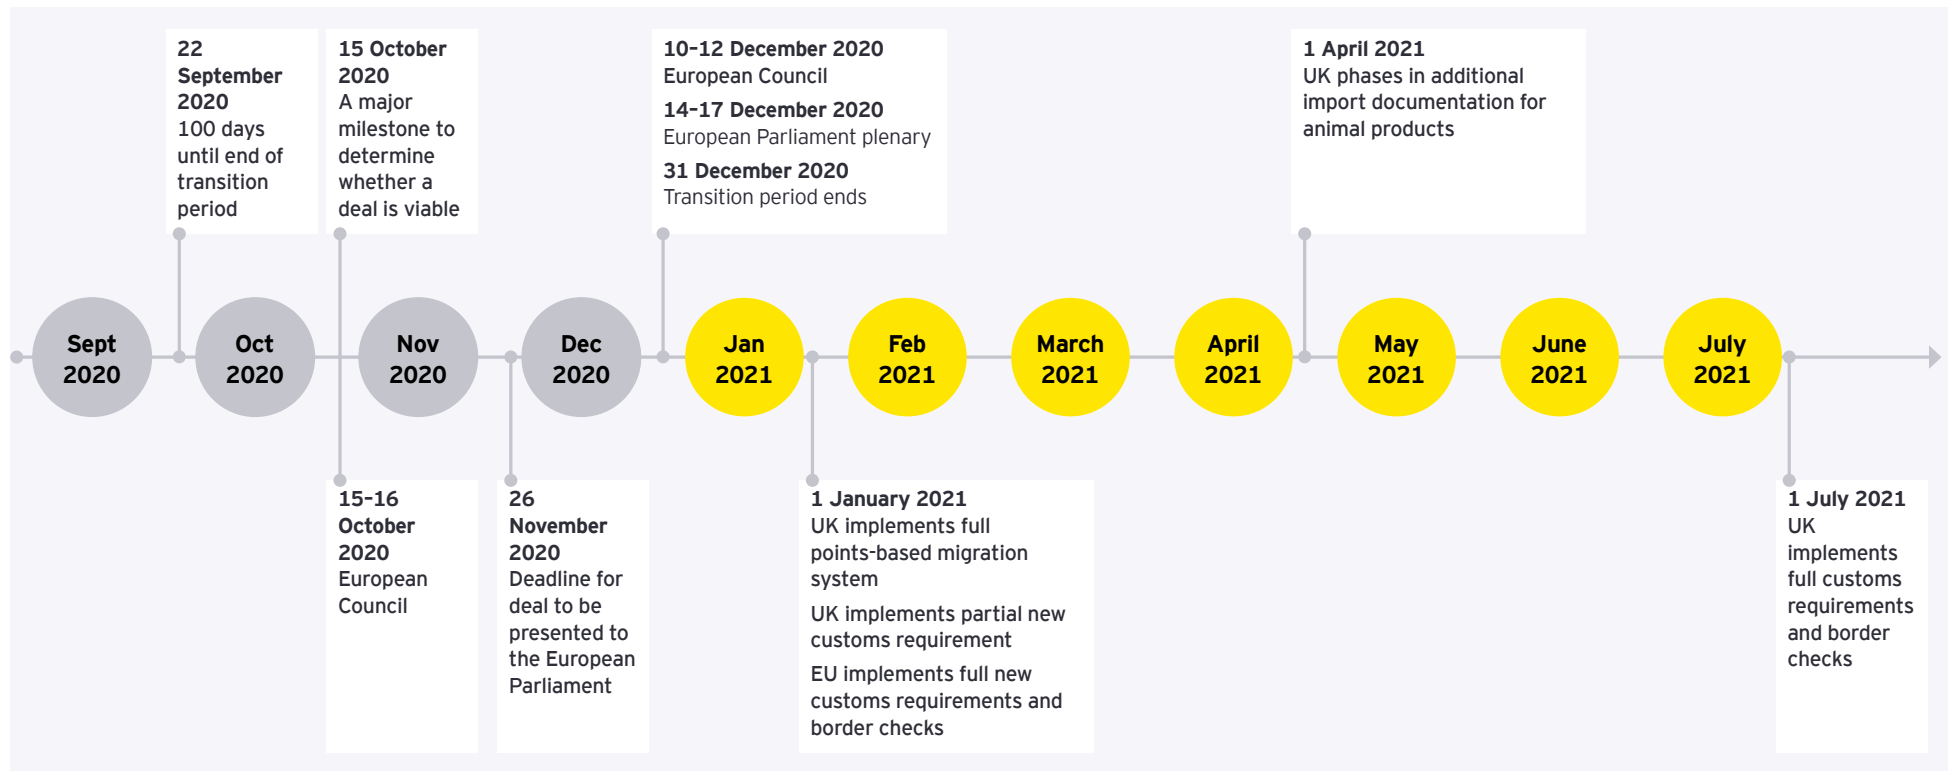 22
September
2020
100 days
until end of
transition
period
15 October
2020
A major
milestone to
determine
whether a
deal is viable
10–12 December 2020
European Council
14–17 December 2020
European Parliament plenary
31 December 2020
Transition period ends
1 April 2021
UK phases in additional
import documentation for
animal products
Sept
2020
Oct
2020
Nov
2020
Dec
2020
Jan
2021
Feb
2021
March
2021
April
2021
May
2021
June
2021
July
2021
15–16
October
2020
European
Council
26
November
2020
Deadline for
deal to be
presented to
the European
Parliament
1 January 2021
UK implements full
points-based migration
system
UK implements partial new
customs requirement
EU implements full new
customs requirements and
border checks
1 July 2021
UK
implements
full customs
requirements
and border
checks